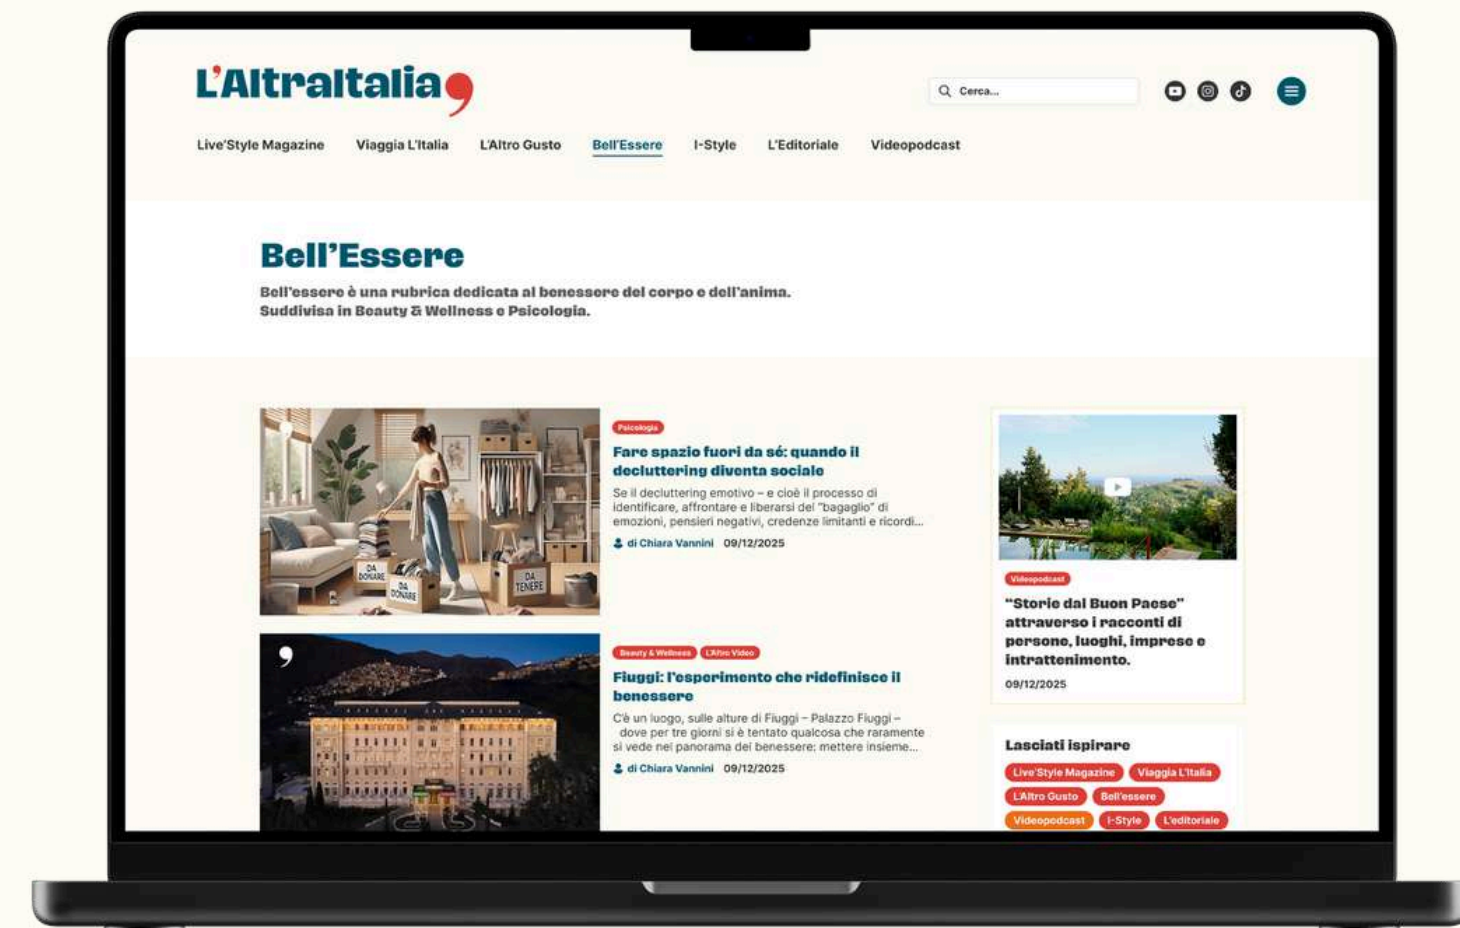 L'AltraItalia,
Cerca...
Live'Style Magazine
Viaggia L'Italia
L'Altro Gusto
Bell'Essere
I-Style
L'Editoriale
Videopodcast
Bell'Essere
Bell'essere è una rubrica dedicata al benessere del corpo e dell'anima.
Suddivisa in Beauty & Wellness e Psicologia.
DA DONARE
DA DONARE
DA TENERE
Psicologia
Fare spazio fuori da sé: quando il
decluttering diventa sociale
Se il decluttering emotivo – e cioè il processo di
identificare, affrontare e liberarsi del “bagaglio” di
emozioni, pensieri negativi, credenze limitanti e ricordi...
di Chiara Vannini 09/12/2025
Beauty & Wellness
L'Altro Video
Fiuggi: l'esperimento che ridefinisce il
benessere
C'è un luogo, sulle alture di Fiuggi – Palazzo Fiuggi –
dove per tre giorni si è tentato qualcosa che raramente
si vede nel panorama del benessere: mettere insieme...
di Chiara Vannini 09/12/2025
Videopodcast
“Storie dal Buon Paese”
attraverso i racconti di
persone, luoghi, imprese e
intrattenimento.
09/12/2025
Lasciati ispirare
Live'Style Magazine
Viaggia L'Italia
L'Altro Gusto
Bell'essere
Videopodcast
I-Style
L'editoriale